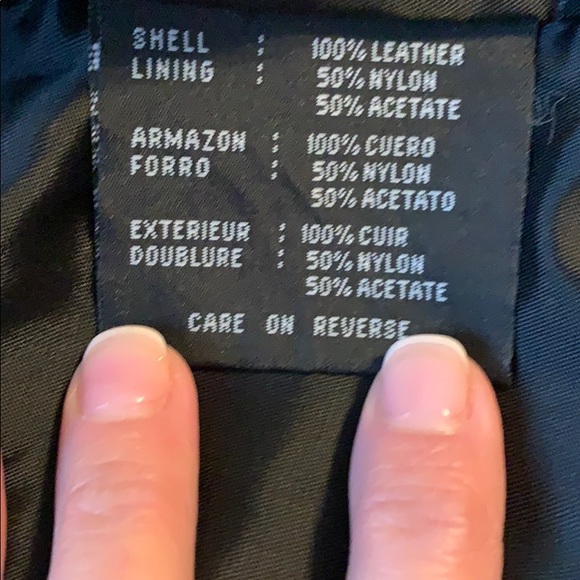 SHELL : 100% LEATHER
LINING : 50% NYLON
50% ACETATE
ARMAZON : 100% CUERO
FORRO : 50% NYLON
50% ACETATO
EXTERIEUR : 100% CUIR
DOUBLURE : 50% NYLON
50% ACETATE
CARE ON REVERSE